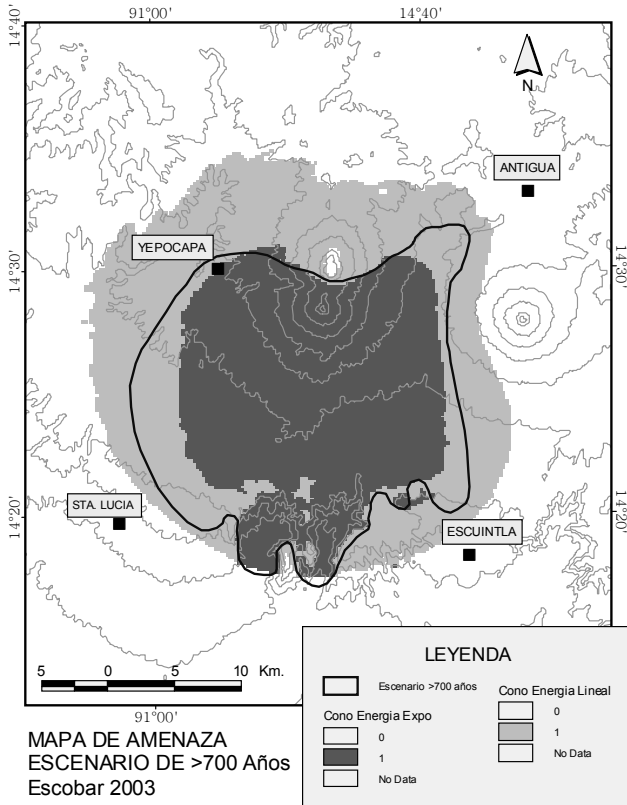 91°00'
14°40'
14°40'
N
ANTIGUA
YEPOCAPA
14°30'
14°30'
STA. LUCIA
14°20'
14°20'
ESCUINTLA
5 0 5 10 Km.
91°00'
MAPA DE AMENAZA
ESCENARIO DE >700 Años
Escobar 2003
LEYENDA
Escenario >700 años
Cono Energia Expo
0
1
No Data
Cono Energia Lineal
0
1
No Data